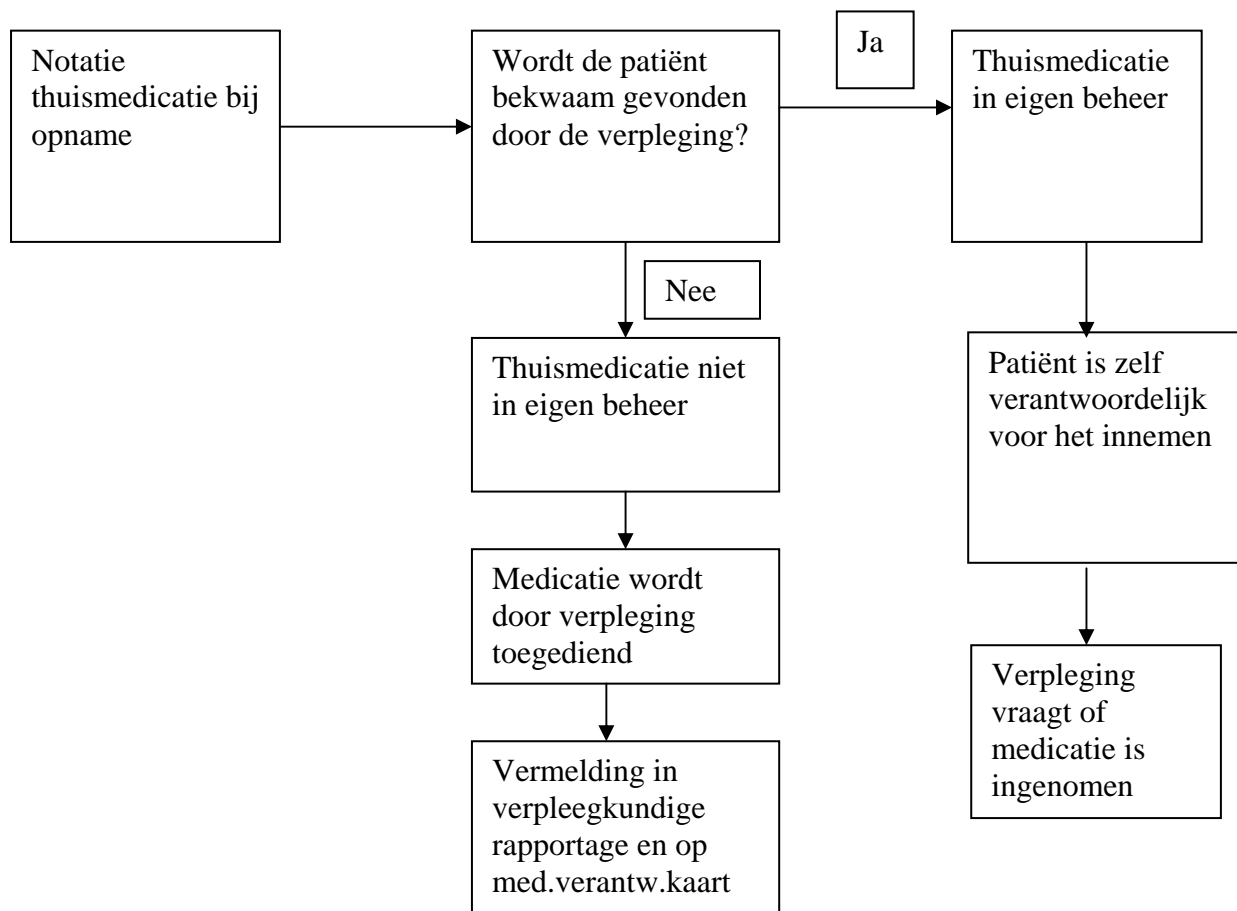 Notatie
thuismedicatie bij
opname
Wordt de patiënt
bekwaam gevonden
door de verpleging?
Ja
Thuismedicatie
in eigen beheer
Nee
Thuismedicatie niet
in eigen beheer
Patiënt is zelf
verantwoordelijk
voor het innemen
Medicatie wordt
door verpleging
toegediend
Verpleging
vraagt of
medicatie is
ingenomen
Vermelding in
verpleegkundige
rapportage en op
med.verantw.kaart